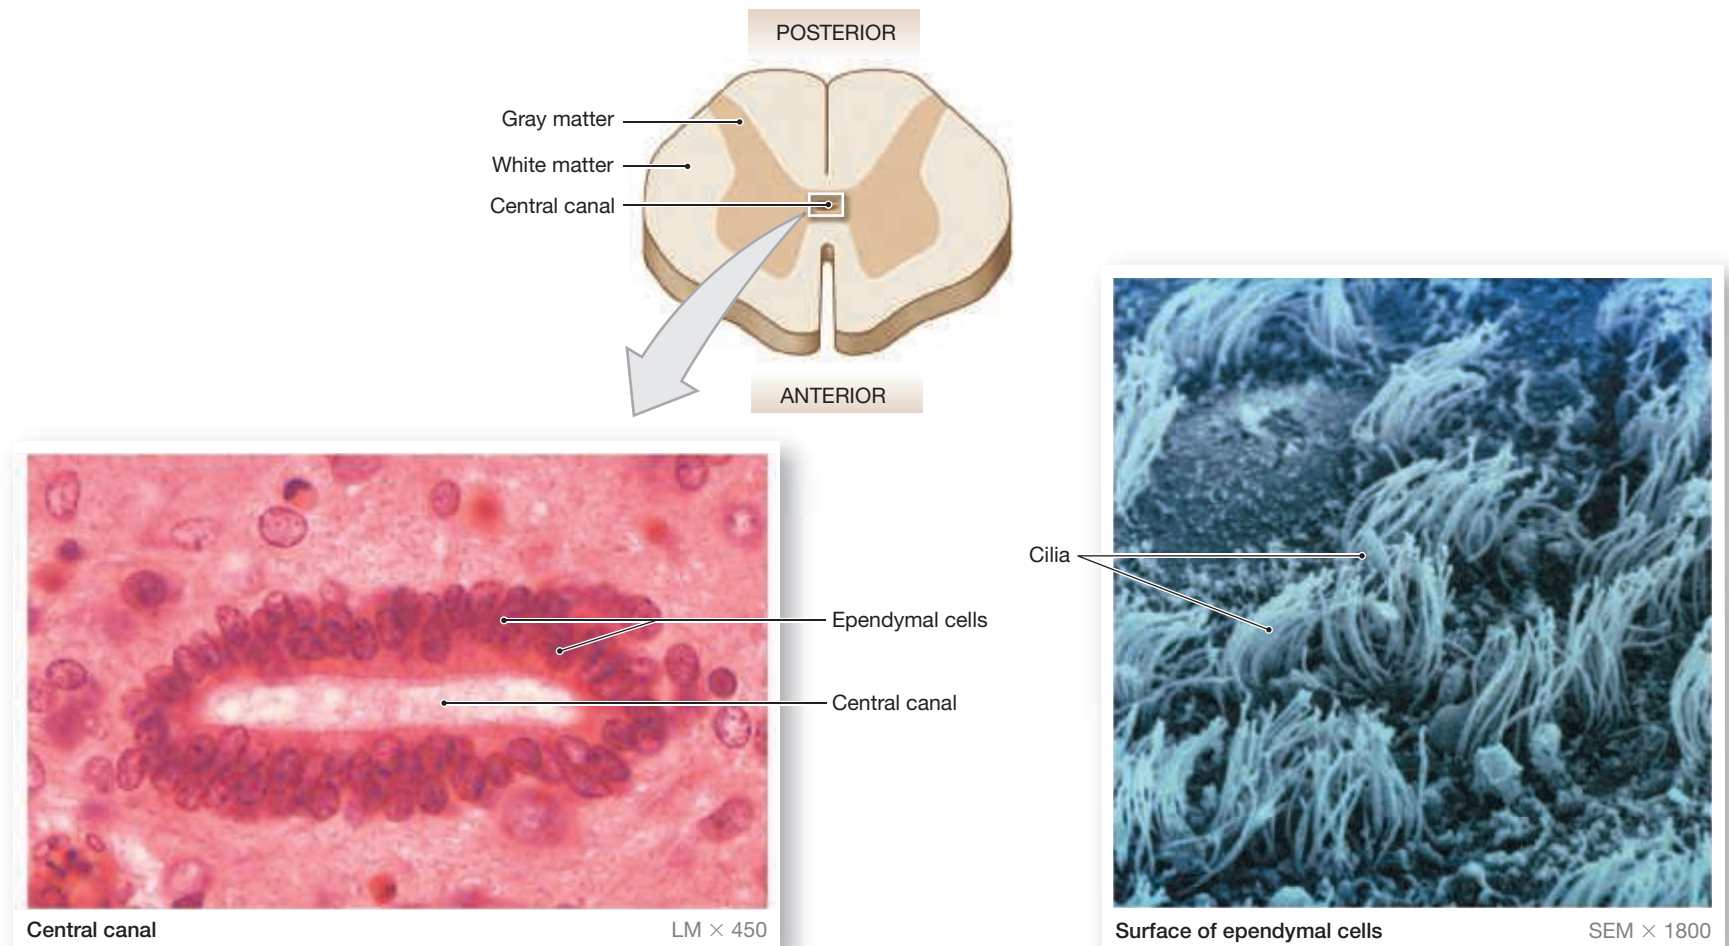 POSTERIOR
Gray matter
White matter
Central canal
ANTERIOR
Cilia
Ependymal cells
Central canal
Central canal
LM × 450
Surface of ependymal cells
SEM × 1800